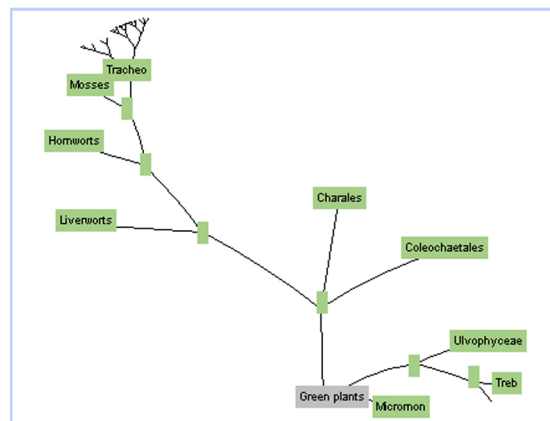 Tracheo
Mosses
Hornworts
Charales
Liverworts
Coleochaetales
Ulvophyceae
Treb
Green plants
Micromon